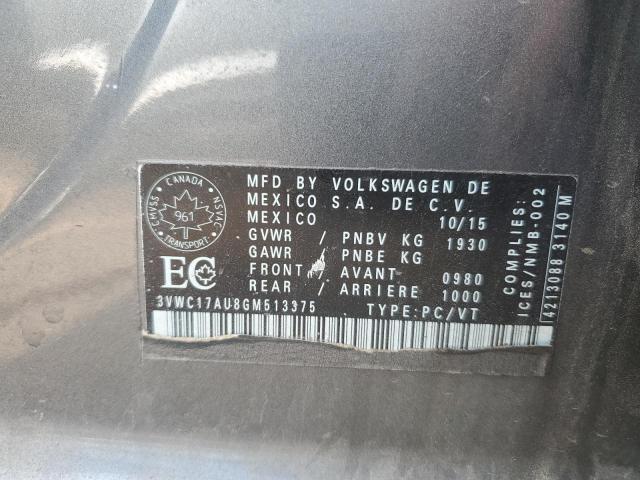 CANADA
CMVSS NSVAC
961
TRANSPORT
EC
MFD BY VOLKSWAGEN DE
MEXICO S.A. DE C.V.
MEXICO 10/15
GVWR / PNBV KG 1930
GAWR / PNBE KG
FRONT / AVANT 0980
REAR / ARRIERE 1000
3VWC17AU8GM513375 TYPE:PC/VT
COMPLIES:
ICES/NMB-002
4213088 3140 M